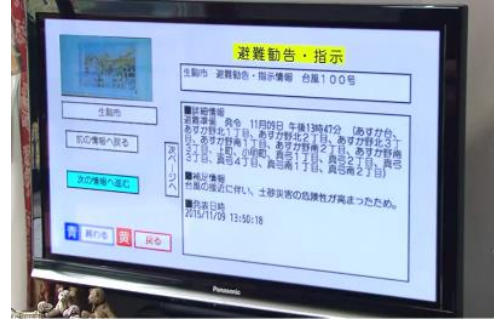 避難勧告・指示
生駒市　避難勧告・指示情報　台風100号
生駒市
前の情報へ戻る
次の情報へ進む
次ページへ
■詳細情報
避難準備　発令　11月09日 午後13時47分　(あすか台、
あすか野北1丁目、あすか野北2丁目、あすか野北3丁
目、あすか野南1丁目、あすか野南2丁目、あすか野南
3丁目、上町、小明町、真弓1丁目、真弓2丁目、真弓
3丁目、真弓4丁目、真弓南1丁目、真弓南2丁目)
■補足情報
台風の接近に伴い、土砂災害の危険性が高まったため。
■発表日時
2015/11/09 13:50:18
青 終わる 黄 戻る
Panasonic